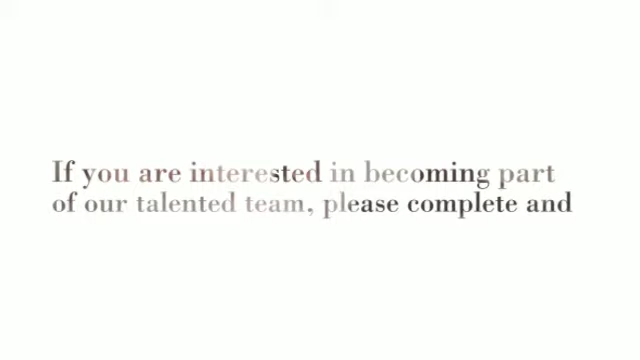 If you are interested in becoming part
of our talented team, please complete and